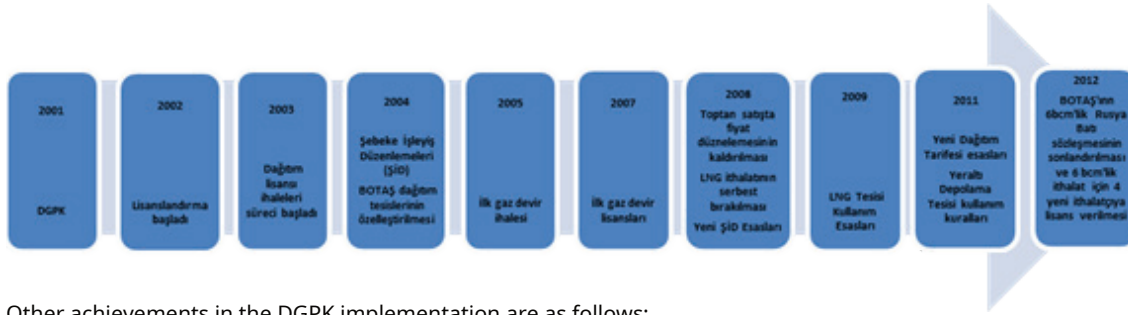 2001
DGPK
2002
Lisanslandırma
başladı
2003
Dağıtım
lisansı
ihaleleri
süreci başladı
2004
Şebeke İşleyiş
Düzenlemeleri
(ŞİD)
BOTAŞ dağıtım
tesislerinin
özelleştirilmesi
2005
ilk gaz devir
ihalesi
2007
ilk gaz devir
lisansları
2008
Toptan satışta
fiyat
düznelemesinin
kaldırılması
LNG ithalatının
serbest
bırakılması
Yeni ŞİD Esasları
2009
LNG Tesisi
Kullanım
Esasları
2011
Yeni Dağıtım
Tarifesi esasları
Yeraltı
Depolama
Tesisi kullanım
kuralları
2012
BOTAŞ'ınn
6bcm'lik Rusya
Batı
sözleşmesinin
sonlandırılması
ve 6 bcm'lik
ithalat için 4
yeni ithalatçıya
lisans verilmesi
Other achievements in the DGPK implementation are as follows: